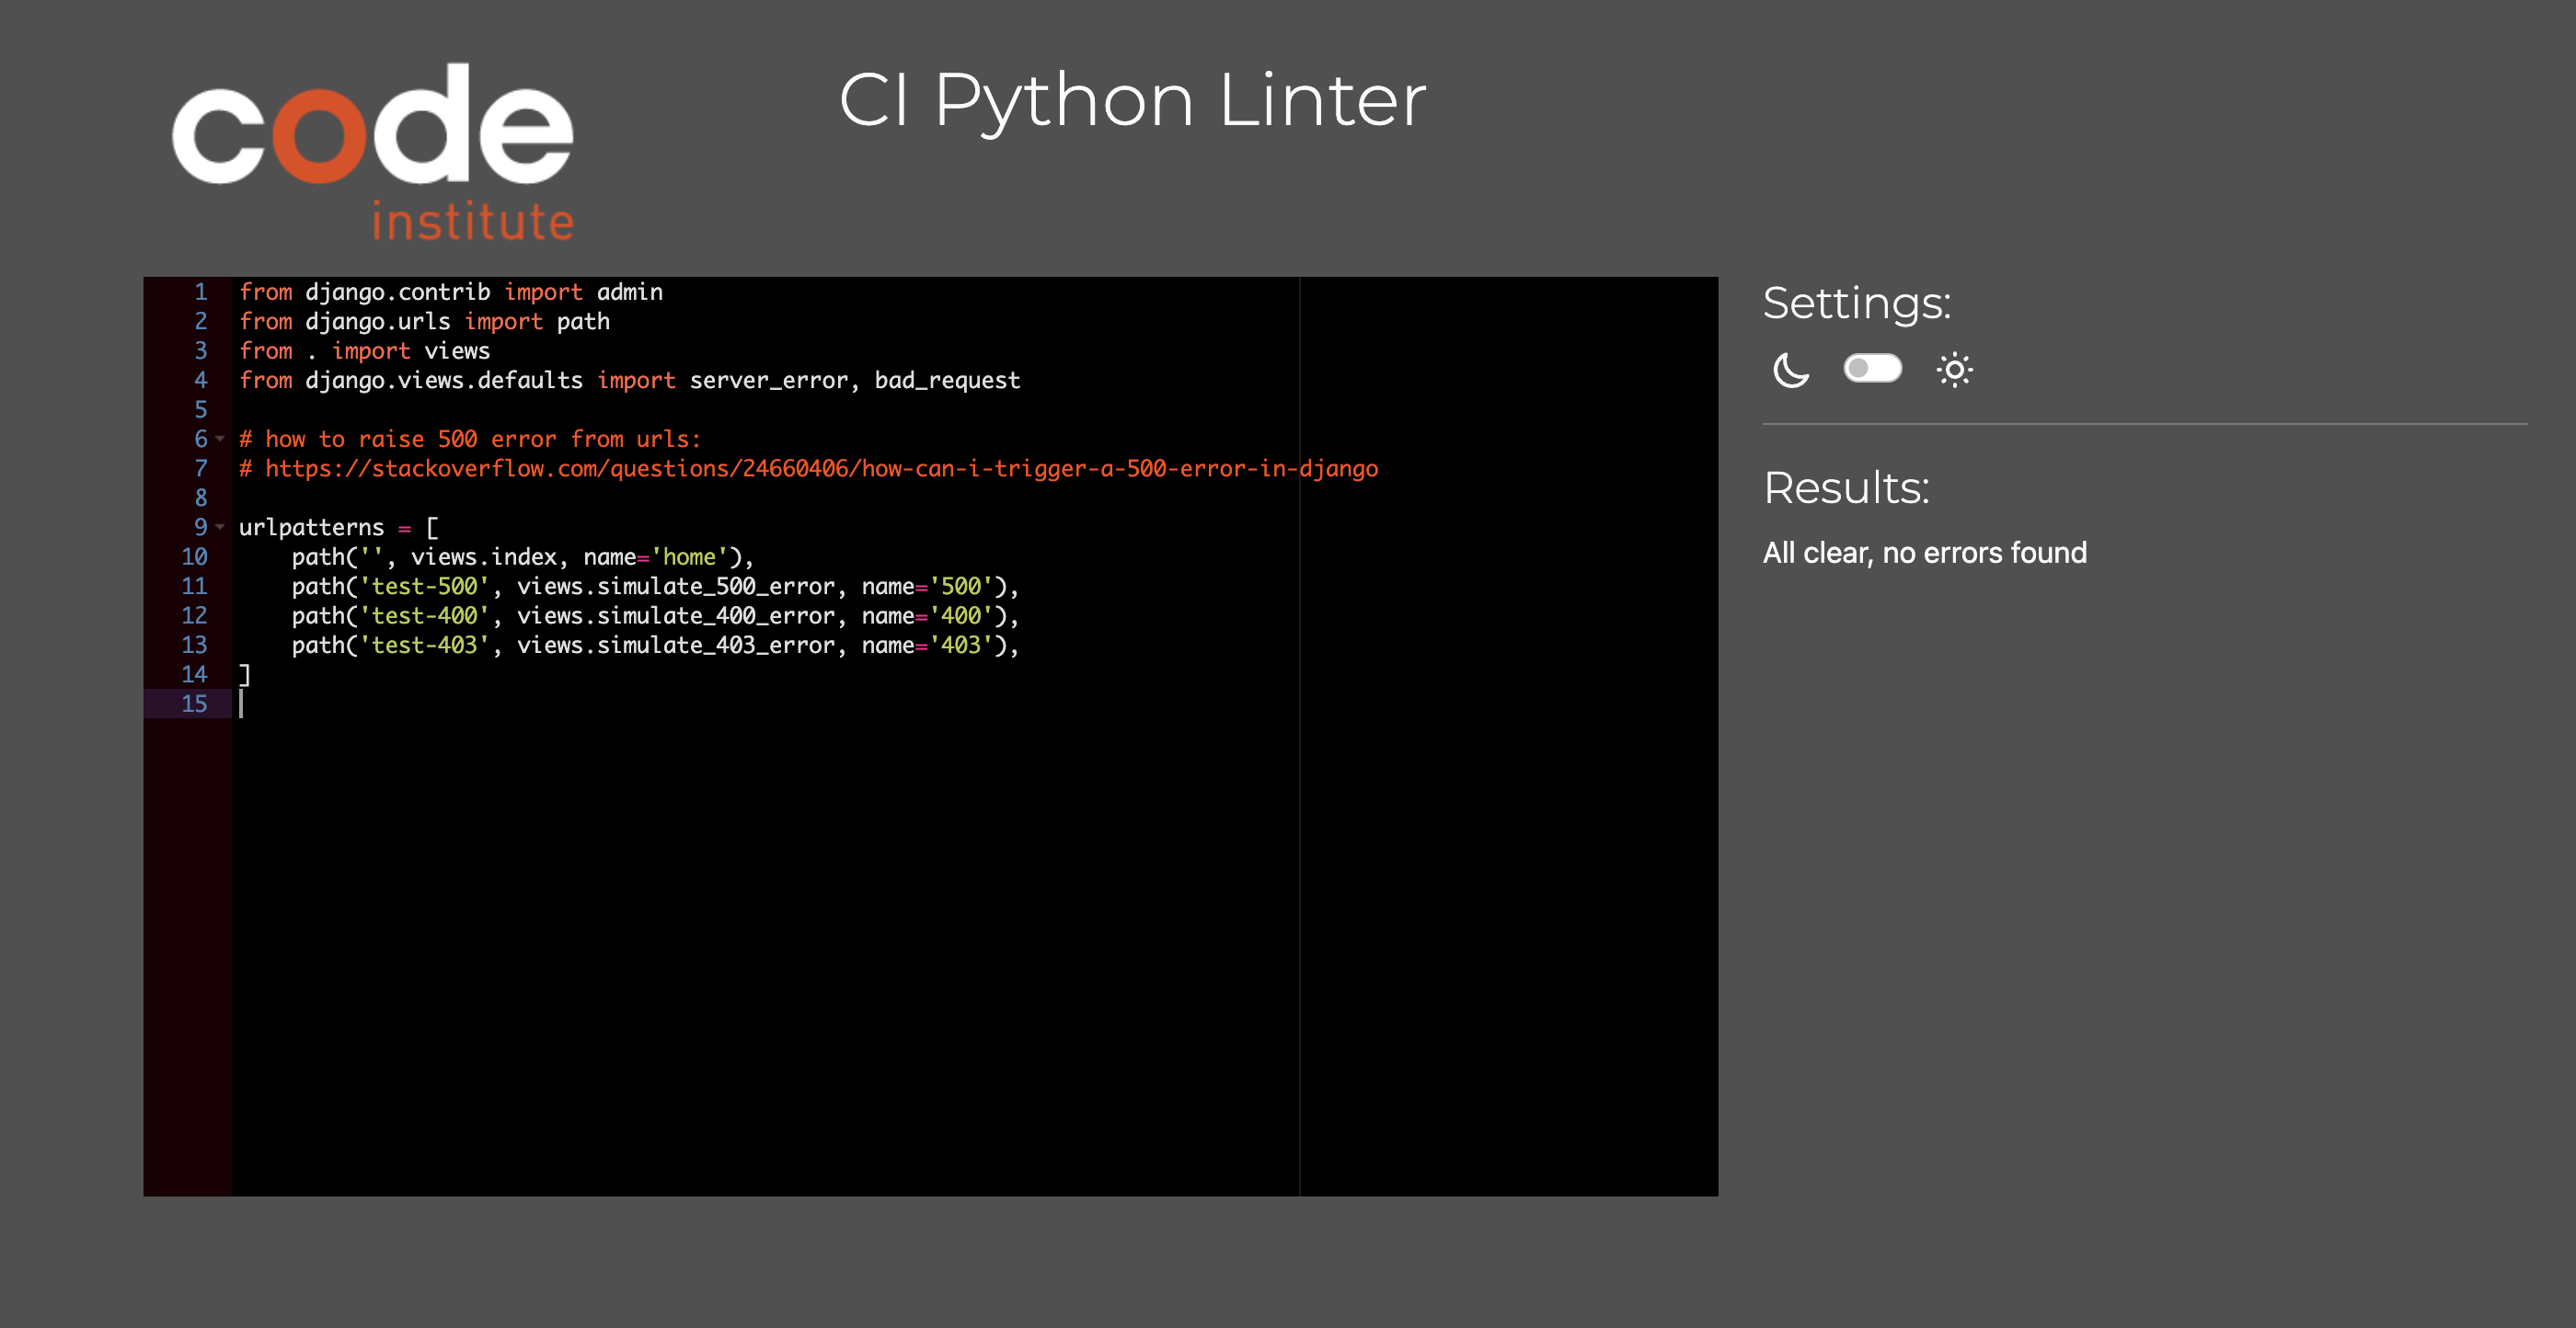 code
institute
CI Python Linter
1 from django.contrib import admin
2 from django.urls import path
3 from . import views
4 from django.views.defaults import server_error, bad_request
5
6 # how to raise 500 error from urls:
7 # https://stackoverflow.com/questions/24660406/how-can-i-trigger-a-500-error-in-django
8
9 urlpatterns = [
10     path('', views.index, name='home'),
11     path('test-500', views.simulate_500_error, name='500'),
12     path('test-400', views.simulate_400_error, name='400'),
13     path('test-403', views.simulate_403_error, name='403'),
14 ]
15
Settings:
Results:
All clear, no errors found